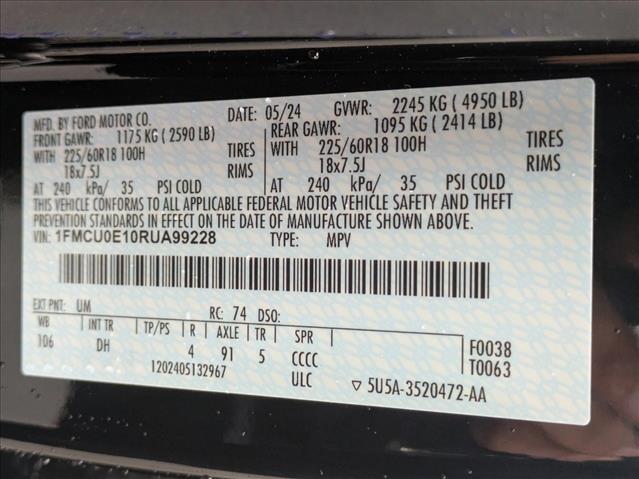 MFD. BY FORD MOTOR CO. DATE: 05/24 GVWR: 2245 KG ( 4950 LB)
FRONT GAWR: 1175 KG ( 2590 LB) REAR GAWR: 1095 KG ( 2414 LB)
WITH 225/60R18 100H TIRES WITH 225/60R18 100H TIRES
18x7.5J RIMS 18x7.5J RIMS
AT 240 kPa/ 35 PSI COLD AT 240 kPa/ 35 PSI COLD
THIS VEHICLE CONFORMS TO ALL APPLICABLE FEDERAL MOTOR VEHICLE SAFETY AND THEFT
PREVENTION STANDARDS IN EFFECT ON THE DATE OF MANUFACTURE SHOWN ABOVE.
VIN: 1FMCU0E10RUA99228 TYPE: MPV
EXT PNT: UM RC: 74 DSO:
WB INT TR TP/PS R AXLE TR SPR F0038
106 DH 4 91 5 CCCC T0063
1202405132967 ULC ▽ 5U5A-3520472-AA